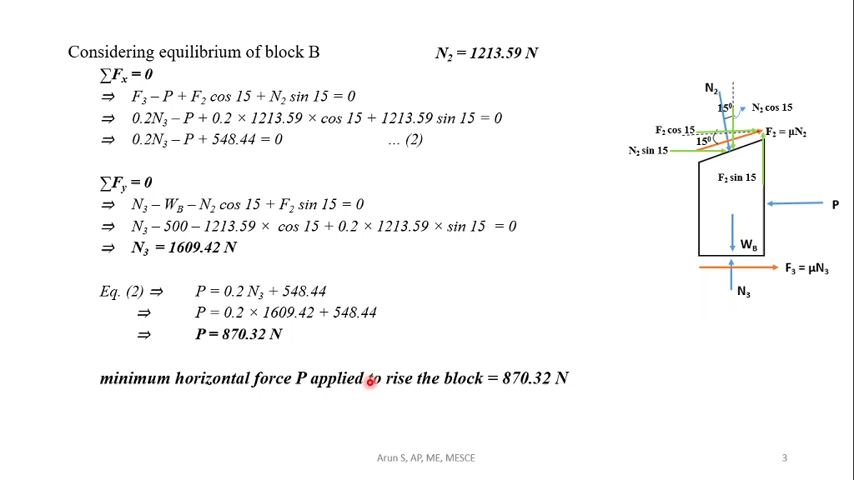 Considering equilibrium of block B
N₂ = 1213.59 N
∑Fₓ = 0
⇒ F₃ – P + F₂ cos 15 + N₂ sin 15 = 0
⇒ 0.2N₃ – P + 0.2 × 1213.59 × cos 15 + 1213.59 sin 15 = 0
⇒ 0.2N₃ – P + 548.44 = 0 … (2)
∑Fy = 0
⇒ N₃ – WB – N₂ cos 15 + F₂ sin 15 = 0
⇒ N₃ – 500 – 1213.59 × cos 15 + 0.2 × 1213.59 × sin 15 = 0
⇒ N₃ = 1609.42 N
Eq. (2) ⇒ P = 0.2 N₃ + 548.44
⇒ P = 0.2 × 1609.42 + 548.44
⇒ P = 870.32 N
minimum horizontal force P applied to rise the block = 870.32 N
N₂
15⁰
N₂ cos 15
F₂ cos 15
F₂ = μN₂
15⁰
N₂ sin 15
F₂ sin 15
P
WB
F₃ = μN₃
N₃
Arun S, AP, ME, MESCE
3